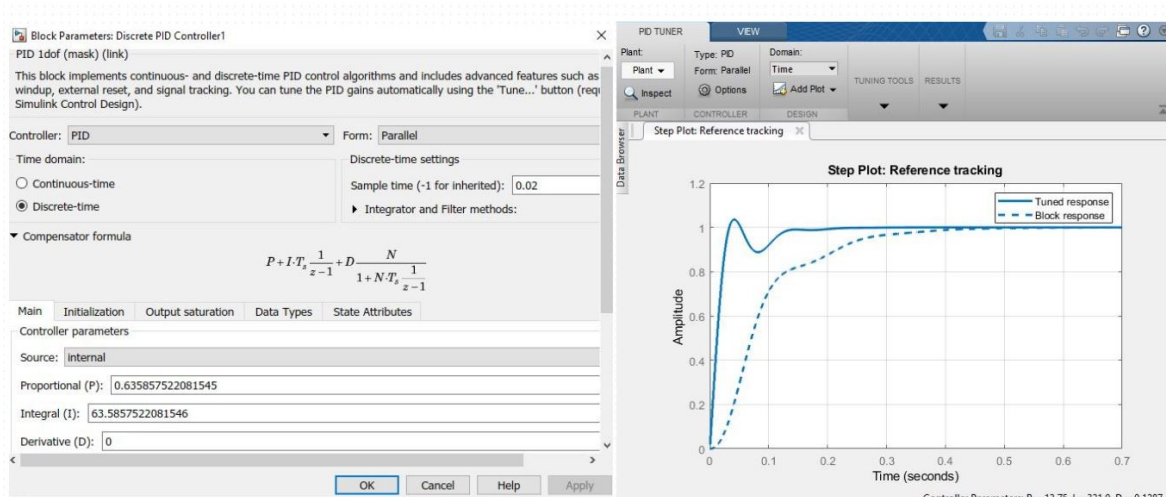 Block Parameters: Discrete PID Controller1
PID 1dof (mask) (link)
This block implements continuous- and discrete-time PID control algorithms and includes advanced features such as
windup, external reset, and signal tracking. You can tune the PID gains automatically using the 'Tune...' button (requ
Simulink Control Design).
Controller: PID Form: Parallel
Time domain:
Discrete-time settings
Continuous-time
Sample time (-1 for inherited): 0.02
Discrete-time
Integrator and Filter methods:
Compensator formula
P + I·T_s 1/(z−1) + D N/(1 + N·T_s 1/(z−1))
Main Initialization Output saturation Data Types State Attributes
Controller parameters
Source: internal
Proportional (P): 0.635857522081545
Integral (I): 63.5857522081546
Derivative (D): 0
OK Cancel Help Apply
PID TUNER VIEW
Plant:
Plant
Inspect
PLANT
Type: PID
Form: Parallel
Options
CONTROLLER
Domain:
Time
Add Plot
DESIGN
TUNING TOOLS
RESULTS
Data Browser
Step Plot: Reference tracking
Step Plot: Reference tracking
Tuned response
Block response
Amplitude
1.2
1
0.8
0.6
0.4
0.2
0
0 0.1 0.2 0.3 0.4 0.5 0.6 0.7
Time (seconds)